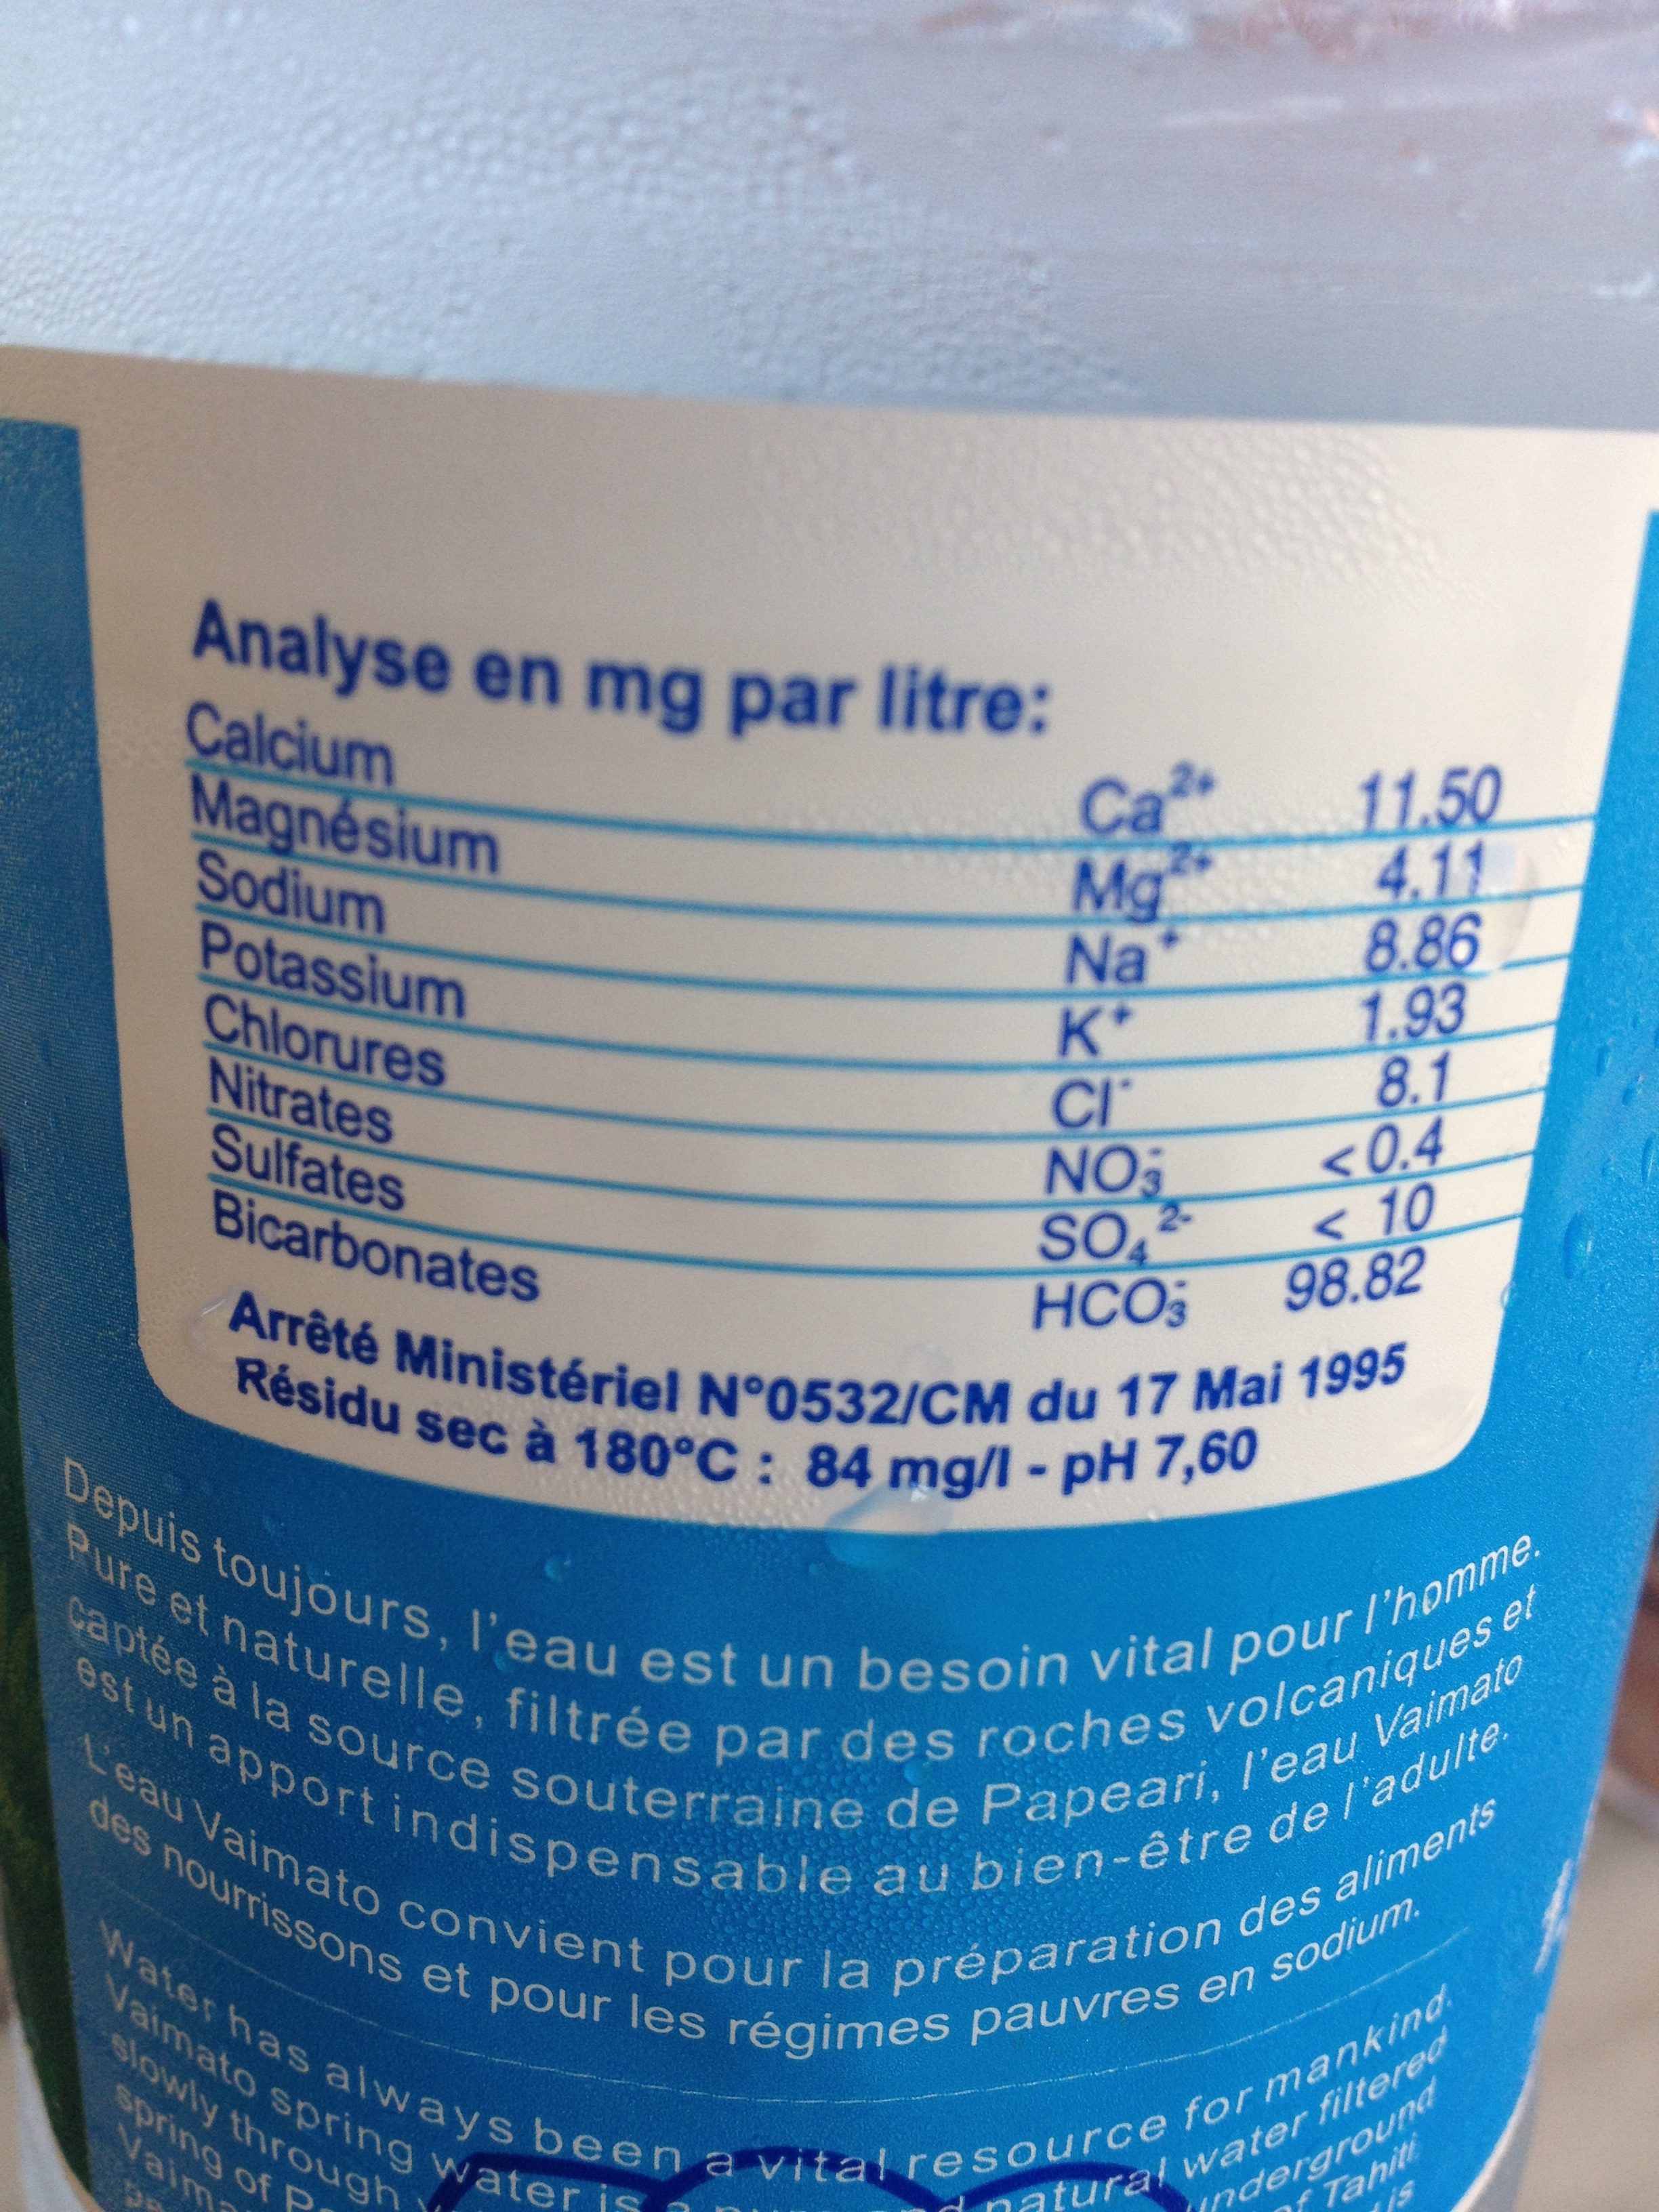 Analyse en mg par litre:
Calcium Ca²⁺ 11.50
Magnésium Mg²⁺ 4.11
Sodium Na⁺ 8.86
Potassium K⁺ 1.93
Chlorures Cl⁻ 8.1
Nitrates NO₃⁻ <0.4
Sulfates SO₄²⁻ < 10
Bicarbonates HCO₃⁻ 98.82
Arrêté Ministériel N°0532/CM du 17 Mai 1995
Résidu sec à 180°C : 84 mg/l - pH 7,60
Depuis toujours, l'eau est un besoin vital pour l'homme.
Pure et naturelle, filtrée par des roches volcaniques et
captée à la source souterraine de Papeari, l'eau Vaimato
est un apport indispensable au bien-être de l'adulte.
L'eau Vaimato convient pour la préparation des aliments
des nourrissons et pour les régimes pauvres en sodium.
Water has always been a vital resource for mankind.
Vaimato spring water is natural water filtered
slowly through underground
spring of of Tahiti.
is